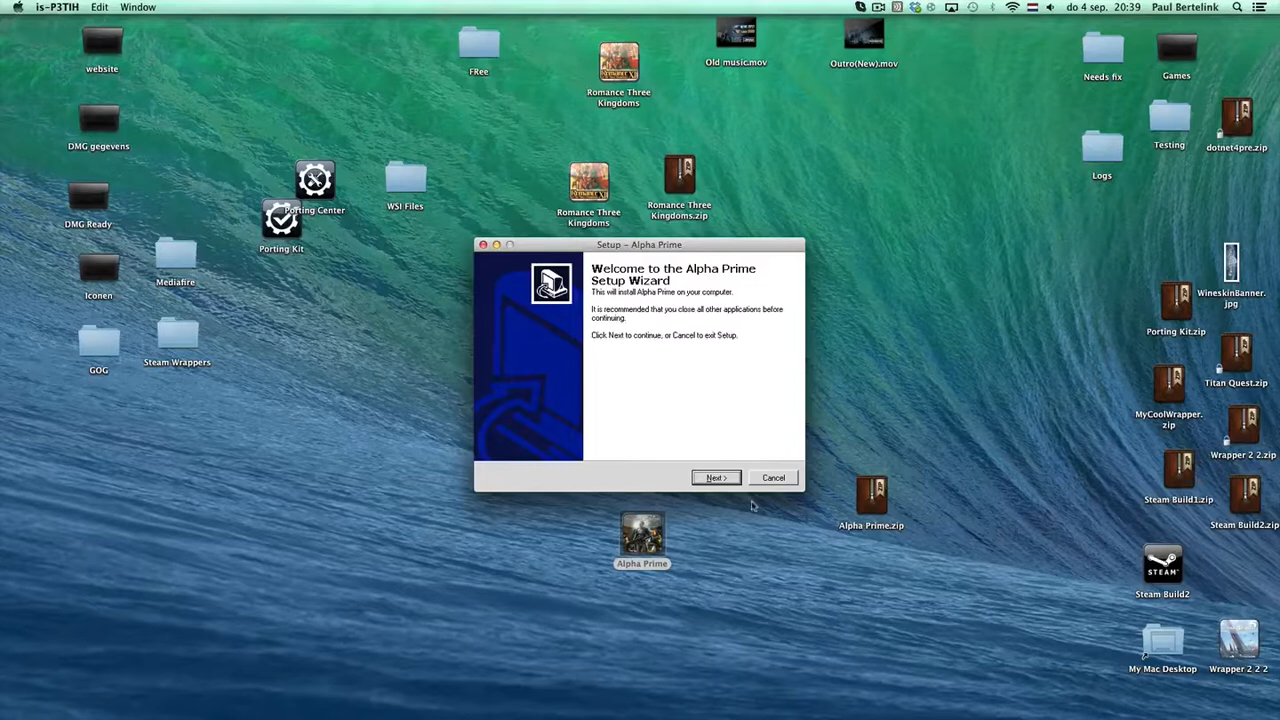 is-P3TIH Edit Window
do 4 sep. 20:39 Paul Bertelink
website
FRee
Romance Three
Kingdoms
Old music.mov
Outro(New).mov
Needs fix
Games
DMG gegevens
Testing
dotnet4pre.zip
Logs
Porting Center
WSI Files
Romance Three
Kingdoms
Romance Three
Kingdoms.zip
DMG Ready
Porting Kit
Mediafire
Iconen
WineskinBanner.
jpg
Porting Kit.zip
GOG
Steam Wrappers
Titan Quest.zip
MyCoolWrapper.
zip
Wrapper 2 2.zip
Setup - Alpha Prime
Welcome to the Alpha Prime
Setup Wizard
This will install Alpha Prime on your computer.
It is recommended that you close all other applications before
continuing.
Click Next to continue, or Cancel to exit Setup.
Next >
Cancel
Steam Build1.zip
Alpha Prime.zip
Steam Build2.zip
Alpha Prime
STEAM™
Steam Build2
My Mac Desktop
Wrapper 2 2 2